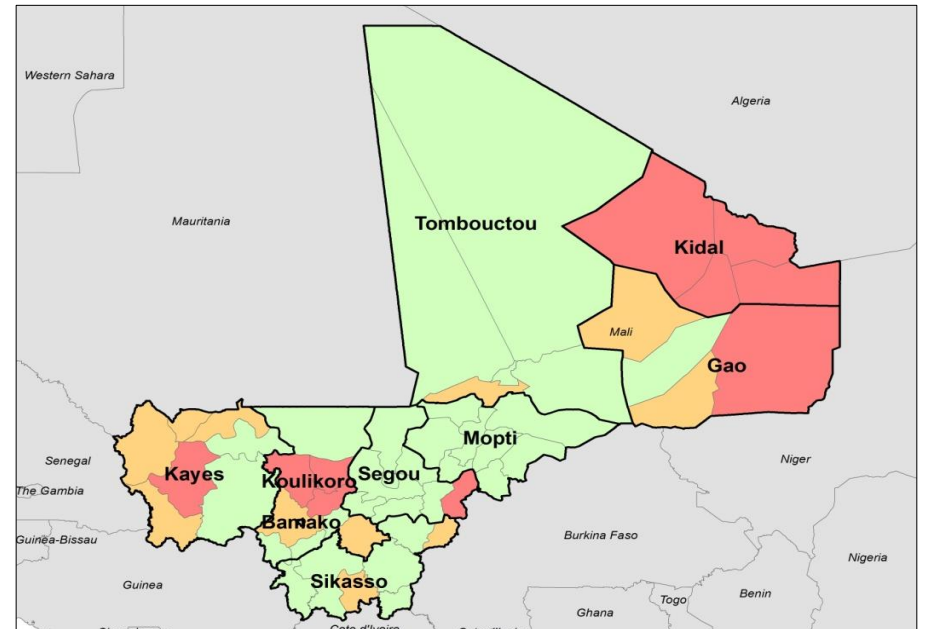 Western Sahara
Algeria
Mauritania
Tombouctou
Kidal
Mali
Gao
Mopti
Senegal
Kayes
Koulikoro
Segou
Niger
The Gambia
Bamako
Guinea-Bissau
Burkina Faso
Nigeria
Guinea
Sikasso
Benin
Togo
Ghana